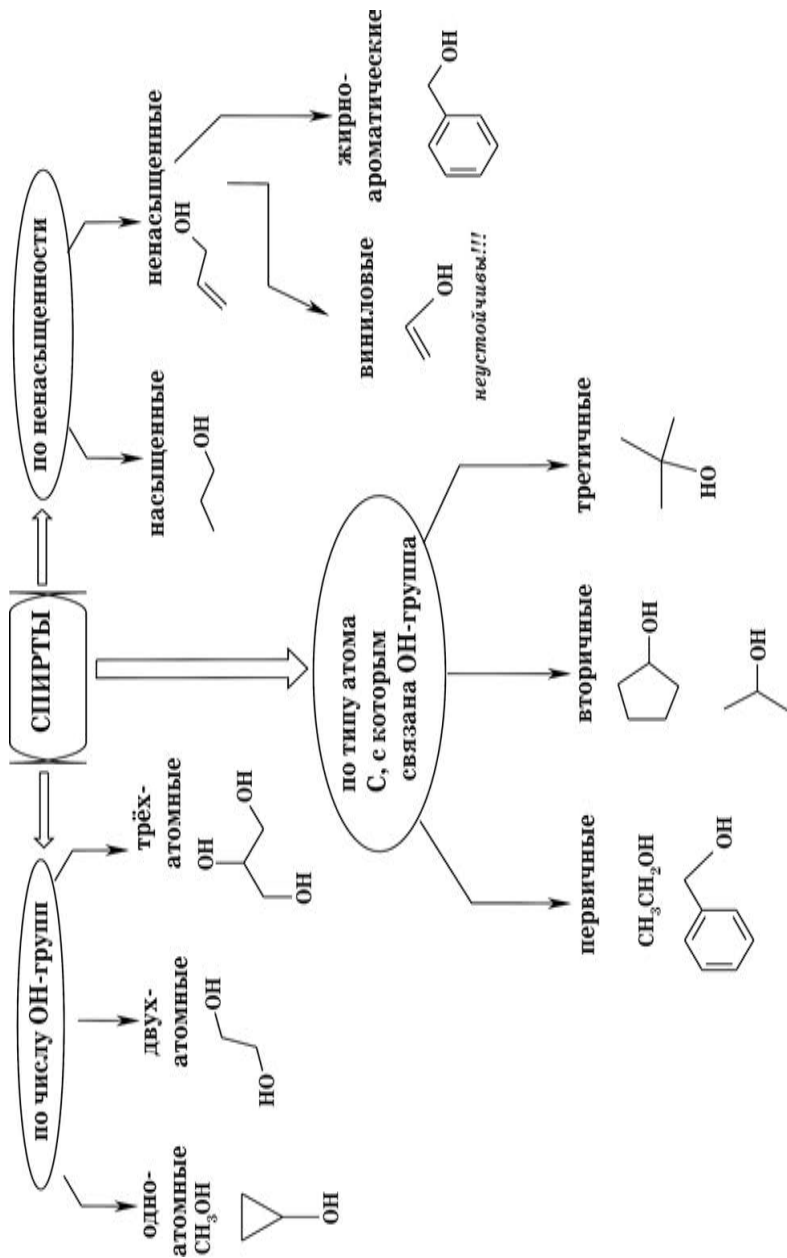 СПИРТЫ
по числу OH-групп
по ненасыщенности
одно-
атомные
CH₃OH
OH
двух-
атомные
HO
OH
трёх-
атомные
OH
OH
OH
насыщенные
OH
ненасыщенные
OH
виниловые
OH
неустойчивы!!!
жирно-
ароматические
OH
по типу атома
C, с которым
связана OH-группа
первичные
CH₃CH₂OH
OH
вторичные
OH
OH
третичные
HO